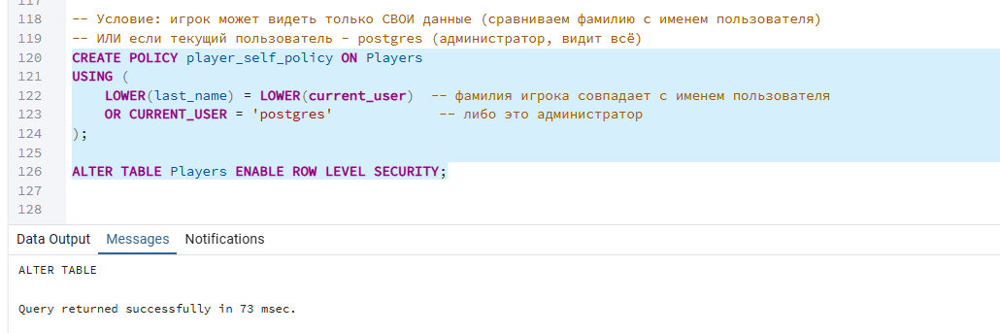 117
118 -- Условие: игрок может видеть только СВОИ данные (сравниваем фамилию с именем пользователя)
119 -- ИЛИ если текущий пользователь - postgres (администратор, видит всё)
120 CREATE POLICY player_self_policy ON Players
121 USING (
122 LOWER(last_name) = LOWER(current_user) -- фамилия игрока совпадает с именем пользователя
123 OR CURRENT_USER = 'postgres' -- либо это администратор
124 );
125
126 ALTER TABLE Players ENABLE ROW LEVEL SECURITY;
127
128
Data Output Messages Notifications
ALTER TABLE
Query returned successfully in 73 msec.